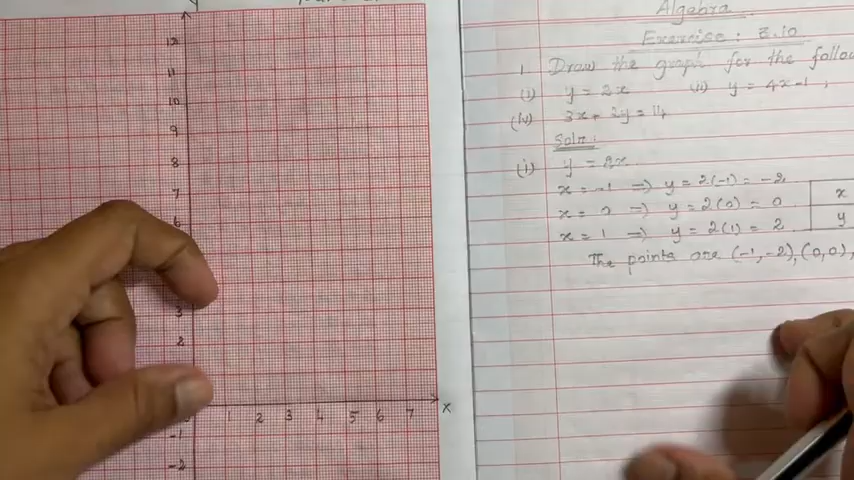 y
12
11
10
9
8
7
6
3
2
1 2 3 4 5 6 7 X
-1
-2
Algebra
Exercise: 3.10
1. Draw the graph for the
(i) y = 2x (ii) y = 4x-1,
(iv) 3x + 2y = 14
Soln:
(i) y = 2x
x = -1 ⇒ y = 2(-1) = -2
x = 0 ⇒ y = 2(0) = 0
x = 1 ⇒ y = 2(1) = 2
x
y
The points are (-1,-2), (0,0),